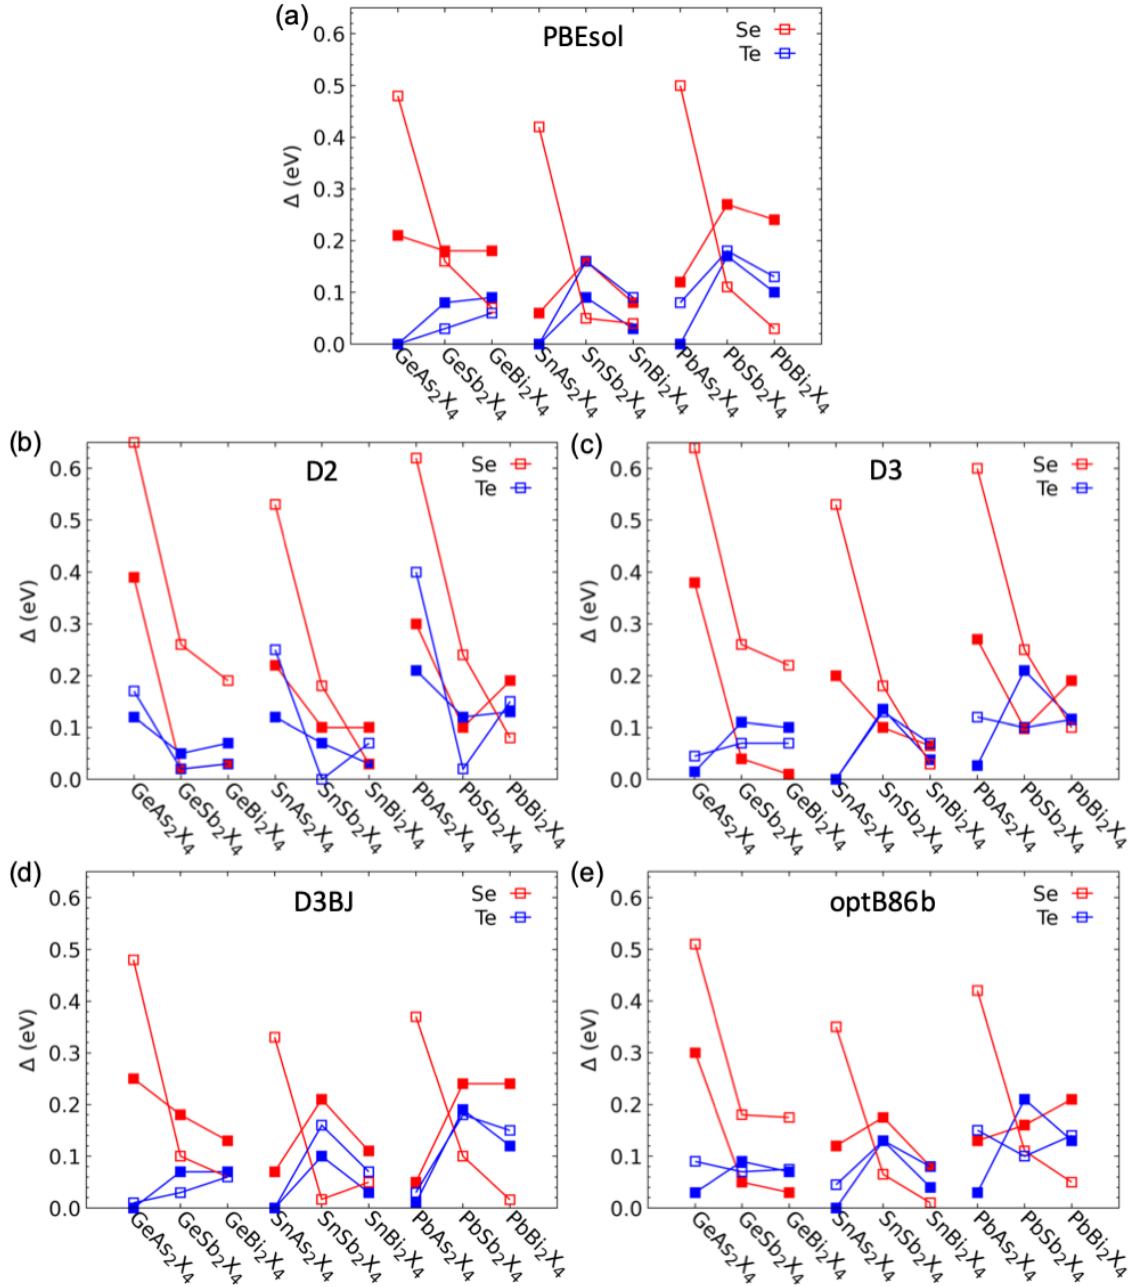 (a)
PBEsol
Se
Te
Δ (eV)
0.6
0.5
0.4
0.3
0.2
0.1
0.0
GeAs₂X₄
GeSb₂X₄
GeBi₂X₄
SnAs₂X₄
SnSb₂X₄
SnBi₂X₄
PbAs₂X₄
PbSb₂X₄
PbBi₂X₄
(b)
D2
Se
Te
Δ (eV)
0.6
0.5
0.4
0.3
0.2
0.1
0.0
GeAs₂X₄
GeSb₂X₄
GeBi₂X₄
SnAs₂X₄
SnSb₂X₄
SnBi₂X₄
PbAs₂X₄
PbSb₂X₄
PbBi₂X₄
(c)
D3
Se
Te
Δ (eV)
0.6
0.5
0.4
0.3
0.2
0.1
0.0
GeAs₂X₄
GeSb₂X₄
GeBi₂X₄
SnAs₂X₄
SnSb₂X₄
SnBi₂X₄
PbAs₂X₄
PbSb₂X₄
PbBi₂X₄
(d)
D3BJ
Se
Te
Δ (eV)
0.6
0.5
0.4
0.3
0.2
0.1
0.0
GeAs₂X₄
GeSb₂X₄
GeBi₂X₄
SnAs₂X₄
SnSb₂X₄
SnBi₂X₄
PbAs₂X₄
PbSb₂X₄
PbBi₂X₄
(e)
optB86b
Se
Te
Δ (eV)
0.6
0.5
0.4
0.3
0.2
0.1
0.0
GeAs₂X₄
GeSb₂X₄
GeBi₂X₄
SnAs₂X₄
SnSb₂X₄
SnBi₂X₄
PbAs₂X₄
PbSb₂X₄
PbBi₂X₄